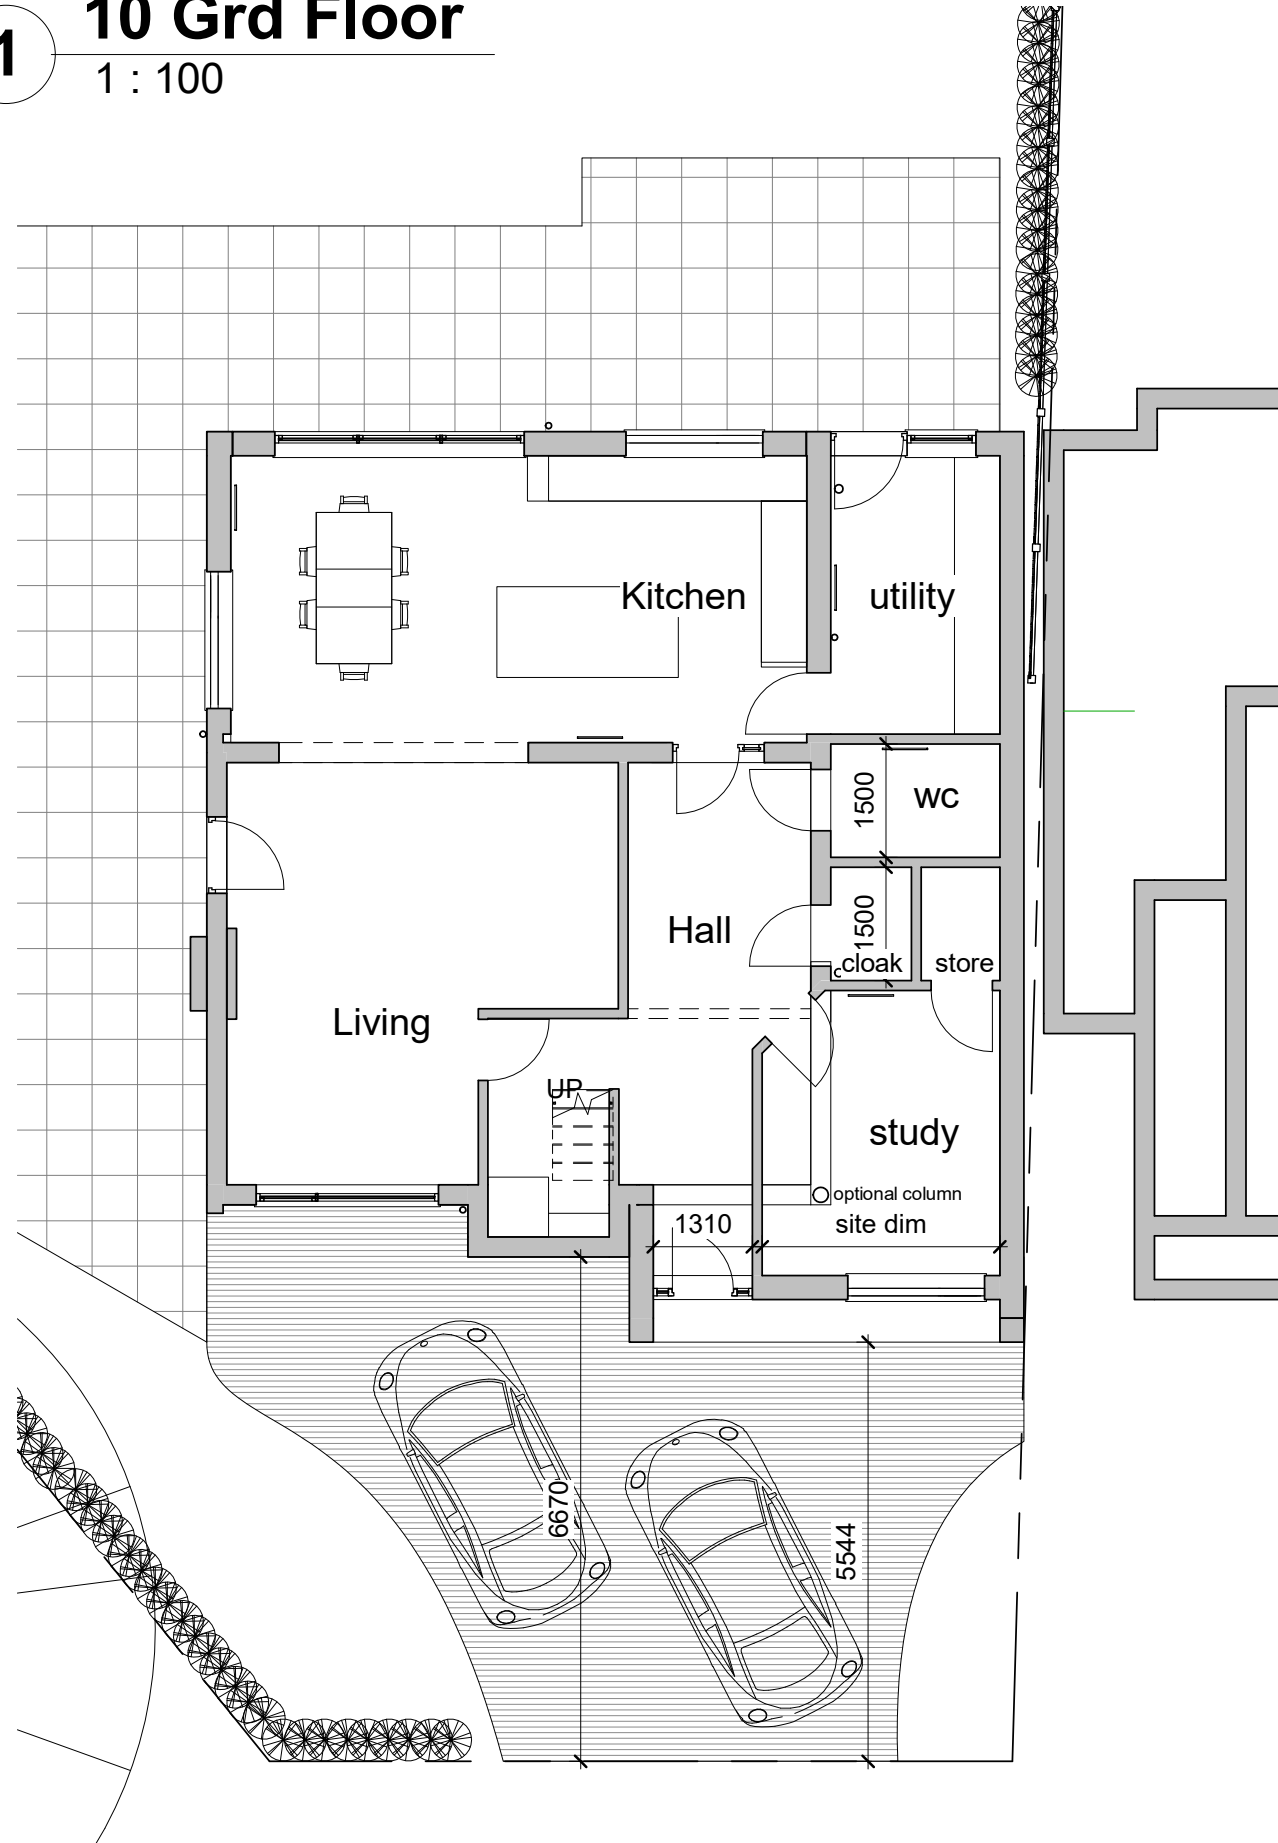 10 Grd Floor
1
1 : 100
Kitchen
utility
1500
wc
Hall
1500
cloak
store
Living
UP
study
optional column
1310
site dim
6670
5544